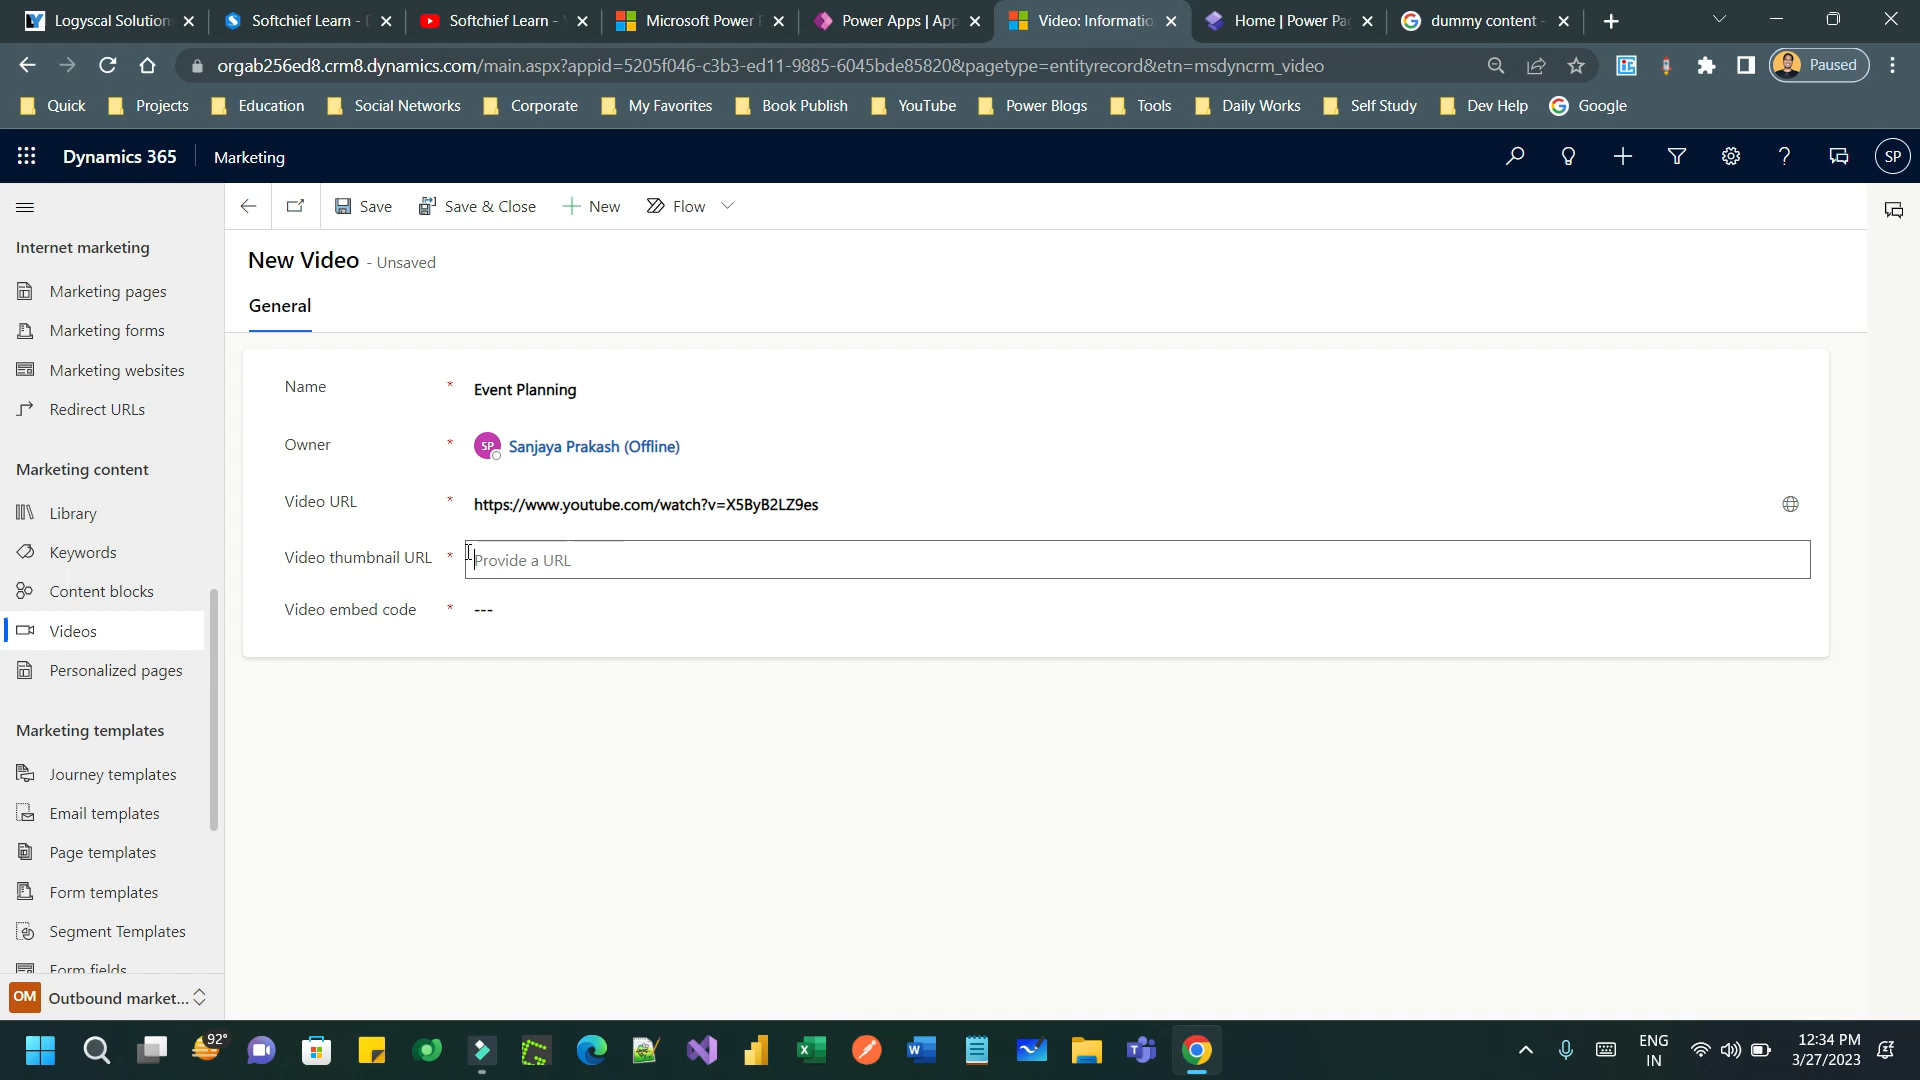 Logyscal Solution
Softchief Learn -
Softchief Learn -
Microsoft Power
Power Apps | App
Video: Informatio
Home | Power Pa
dummy content -
orgab256ed8.crm8.dynamics.com/main.aspx?appid=5205f046-c3b3-ed11-9885-6045bde85820&pagetype=entityrecord&etn=msdyncrm_video
Paused
Quick
Projects
Education
Social Networks
Corporate
My Favorites
Book Publish
YouTube
Power Blogs
Tools
Daily Works
Self Study
Dev Help
Google
Dynamics 365
Marketing
SP
Save
Save & Close
New
Flow
Internet marketing
Marketing pages
Marketing forms
Marketing websites
Redirect URLs
Marketing content
Library
Keywords
Content blocks
Videos
Personalized pages
Marketing templates
Journey templates
Email templates
Page templates
Form templates
Segment Templates
Form fields
OM Outbound market...
New Video - Unsaved
General
Name * Event Planning
Owner * SP Sanjaya Prakash (Offline)
Video URL * https://www.youtube.com/watch?v=X5ByB2LZ9es
Video thumbnail URL * Provide a URL
Video embed code * ---
92°
ENG
IN
12:34 PM
3/27/2023